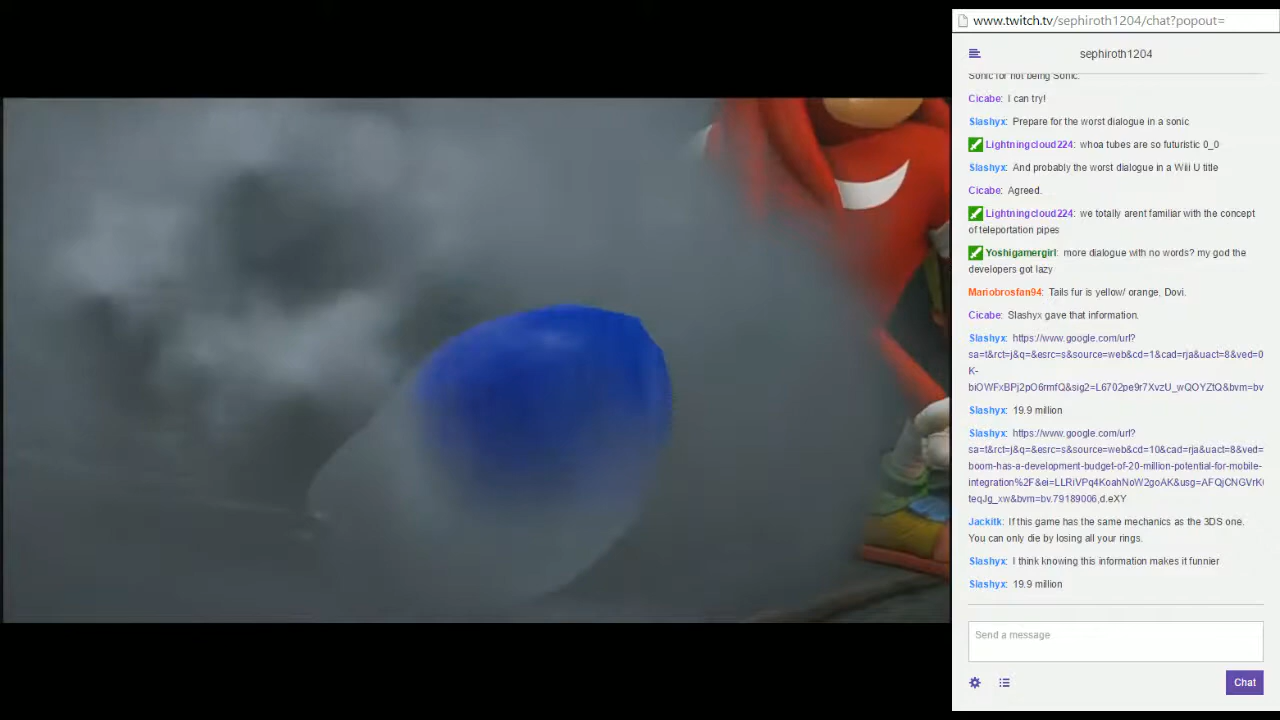 www.twitch.tv/sephiroth1204/chat?popout=
sephiroth1204
Sonic for not being Sonic.
Cicabe: I can try!
Slashyx: Prepare for the worst dialogue in a sonic
Lightningcloud224: whoa tubes are so futuristic 0_0
Slashyx: And probably the worst dialogue in a Wiii U title
Cicabe: Agreed.
Lightningcloud224: we totally arent familiar with the concept
of teleportation pipes
Yoshigamergirl: more dialogue with no words? my god the
developers got lazy
Mariobrosfan94: Tails fur is yellow/ orange, Dovi.
Cicabe: Slashyx gave that information.
Slashyx: https://www.google.com/url?
sa=t&rct=j&q=&esrc=s&source=web&cd=1&cad=rja&uact=8&ved=0
K-
biOWFxBPj2pO6rmfQ&sig2=L6702pe9r7XvzU_wQOYZtQ&bvm=bv
Slashyx: 19.9 million
Slashyx: https://www.google.com/url?
sa=t&rct=j&q=&esrc=s&source=web&cd=10&cad=rja&uact=8&ved=
boom-has-a-development-budget-of-20-million-potential-for-mobile-
integration%2F&ei=LLRiVPq4KoahNoW2goAK&usg=AFQjCNGVrK
teqJg_xw&bvm=bv.79189006,d.eXY
Jackitk: If this game has the same mechanics as the 3DS one.
You can only die by losing all your rings.
Slashyx: I think knowing this information makes it funnier
Slashyx: 19.9 million
Send a message
Chat